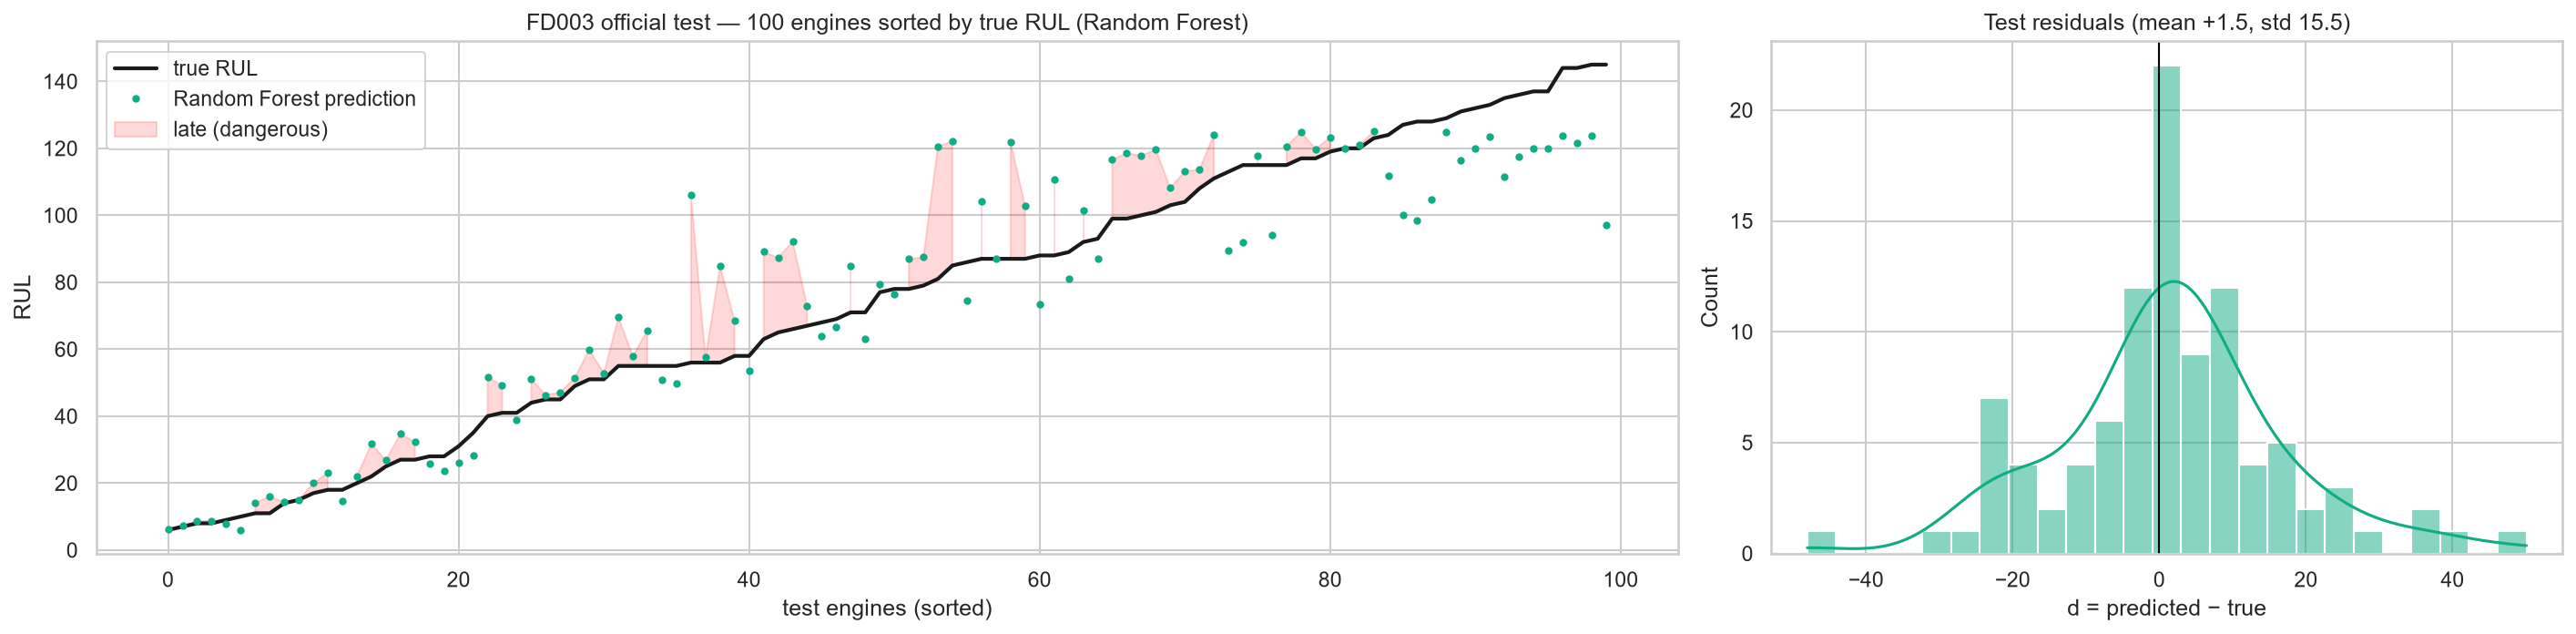 FD003 official test — 100 engines sorted by true RUL (Random Forest)
true RUL
Random Forest prediction
late (dangerous)
RUL
140
120
100
80
60
40
20
0
0
20
40
60
80
100
test engines (sorted)
Test residuals (mean +1.5, std 15.5)
Count
20
15
10
5
0
−40
−20
0
20
40
d = predicted − true